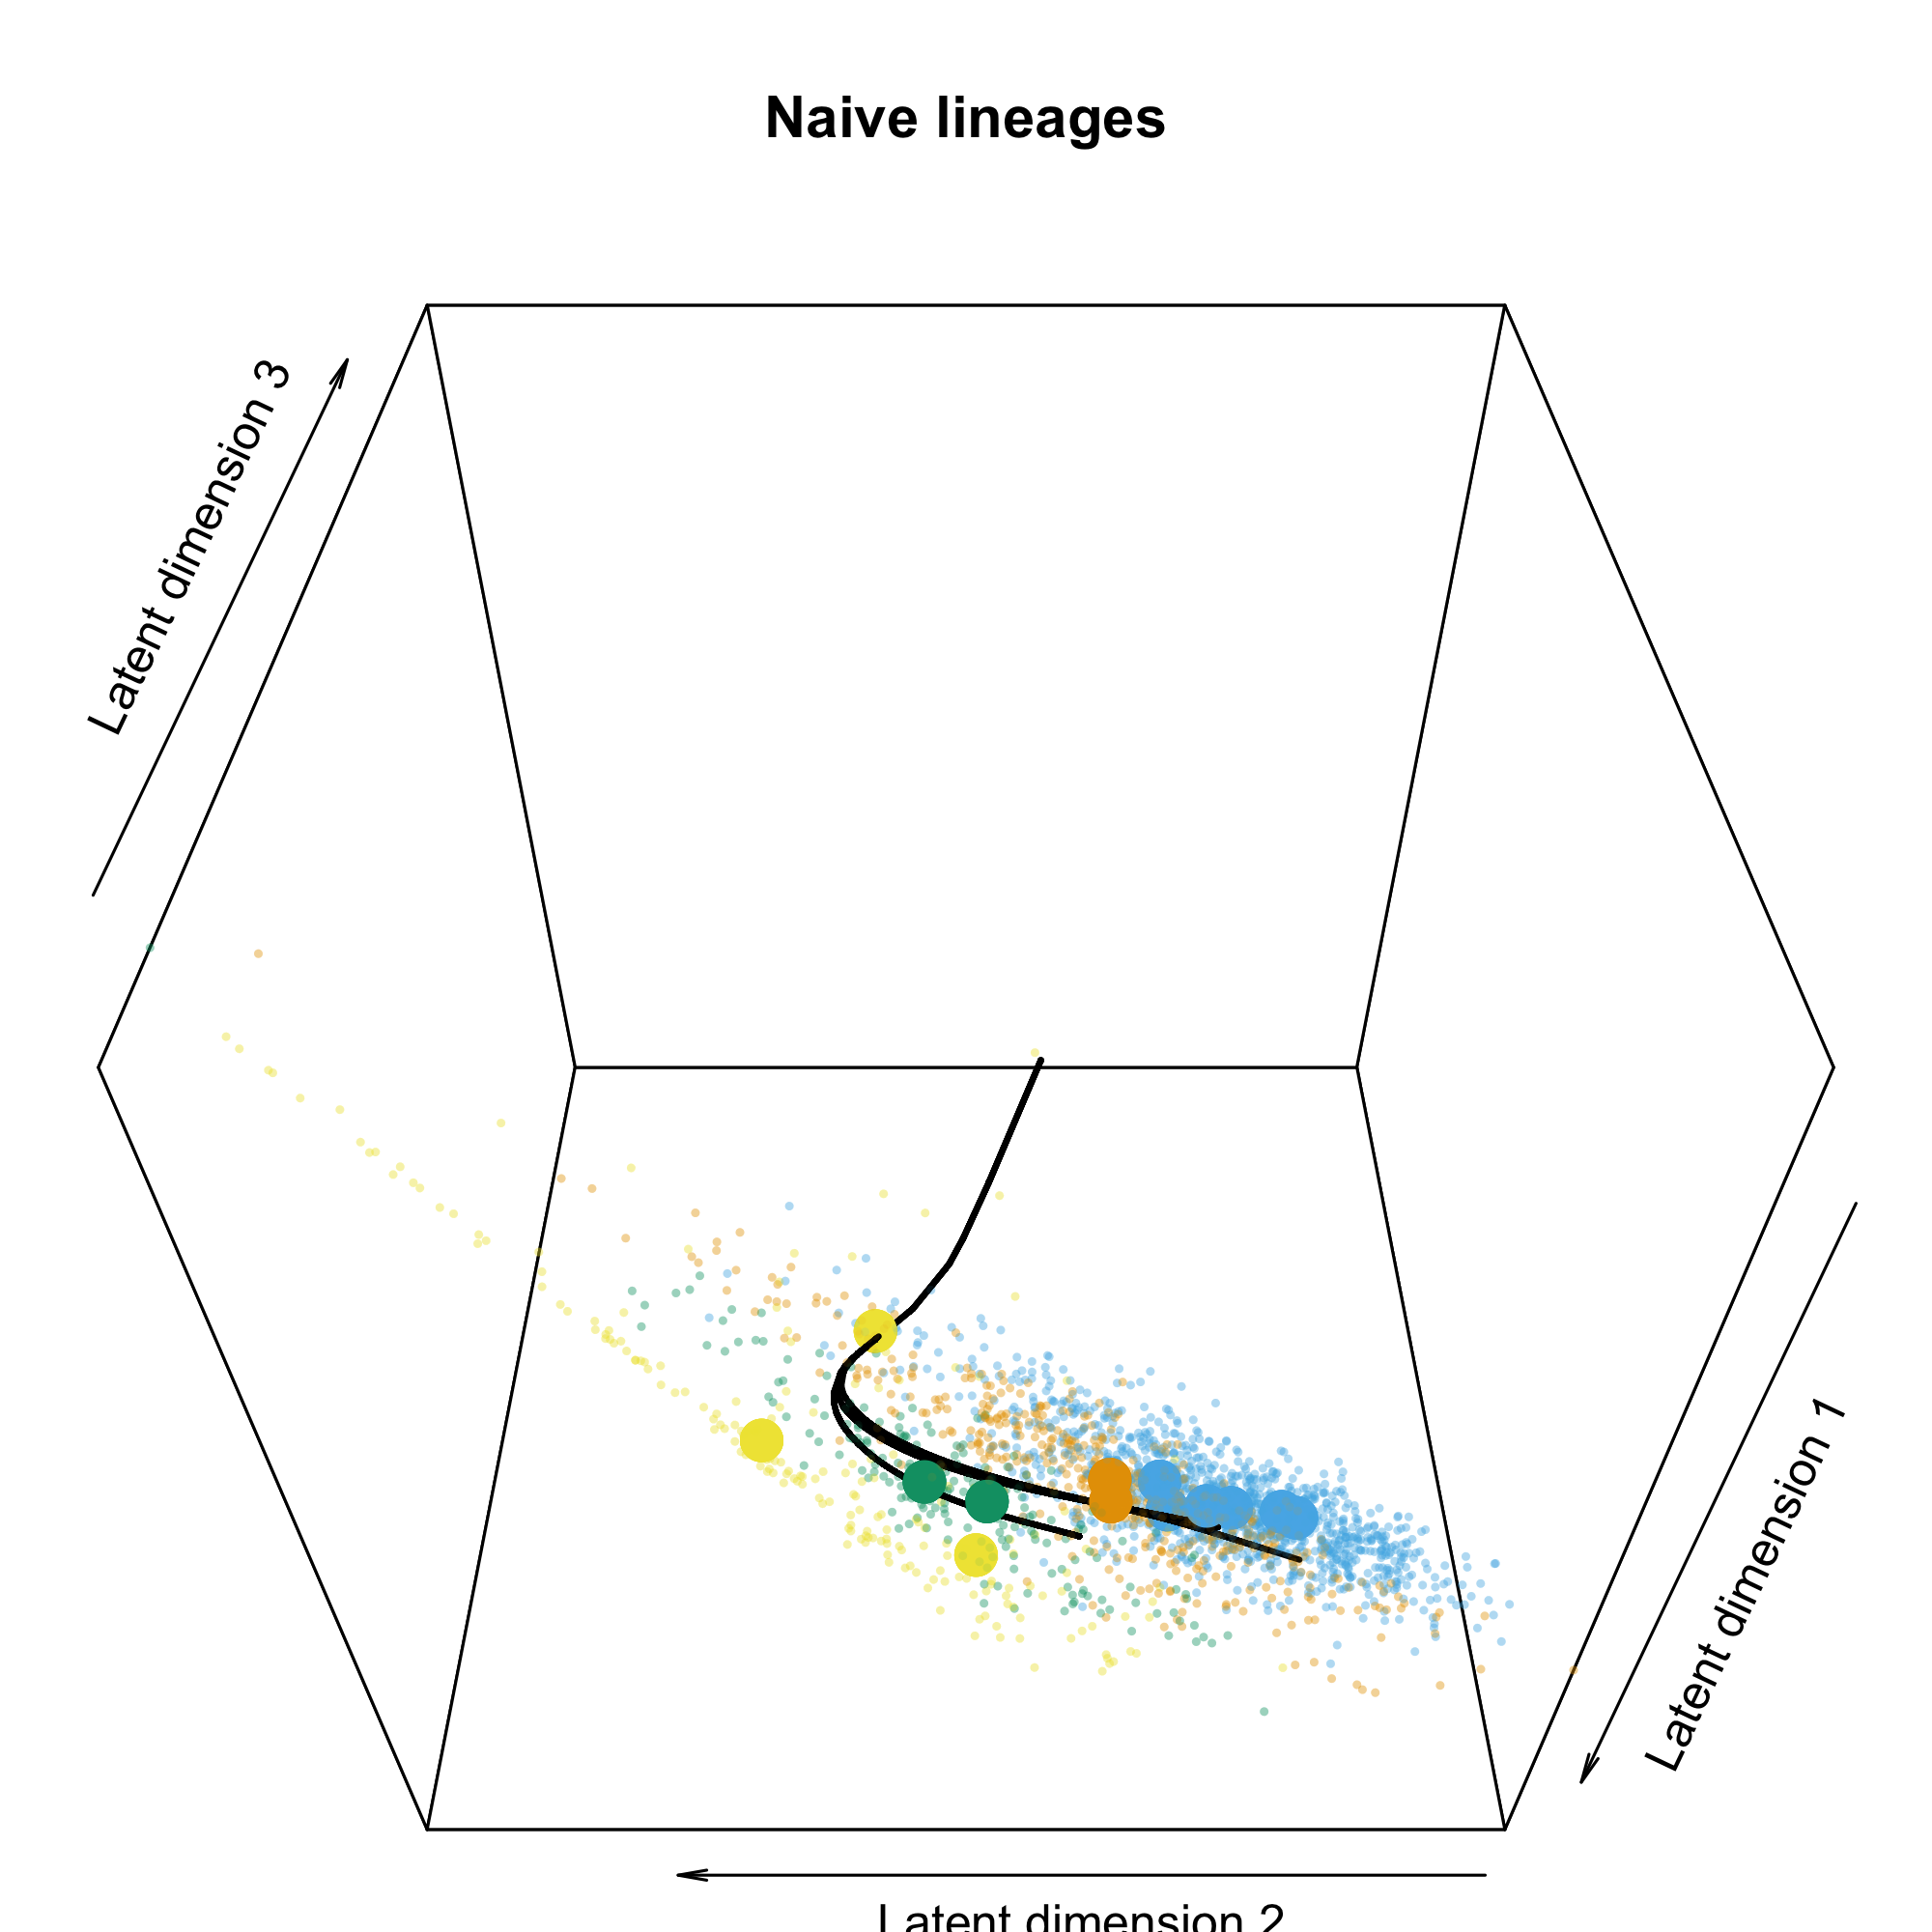 Naive lineages
Latent dimension 3
Latent dimension 1
Latent dimension 2